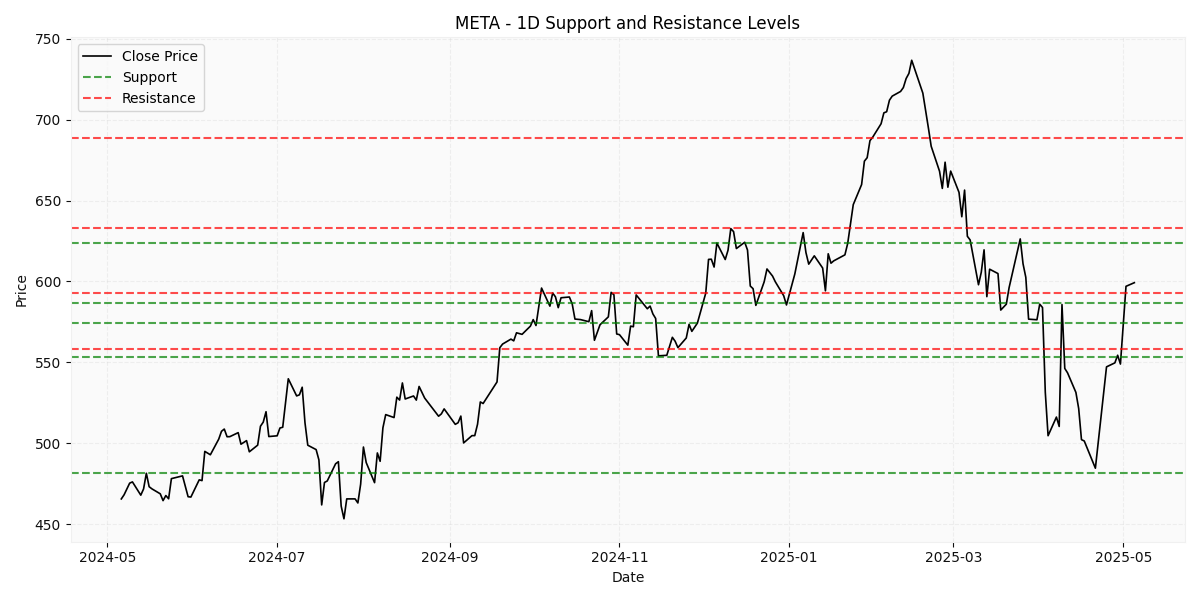 META - 1D Support and Resistance Levels
Close Price
Support
Resistance
Price
750
700
650
600
550
500
450
2024-05
2024-07
2024-09
2024-11
2025-01
2025-03
2025-05
Date